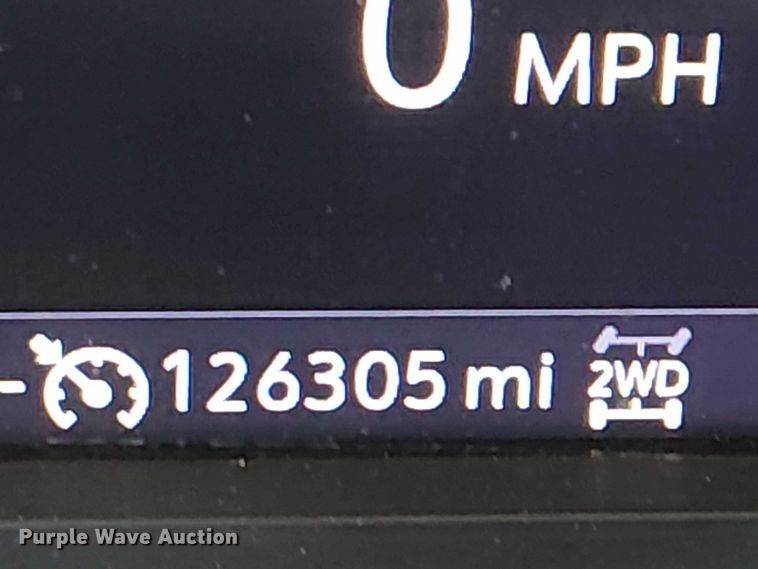 0 MPH
126305 mi 2WD
Purple Wave Auction